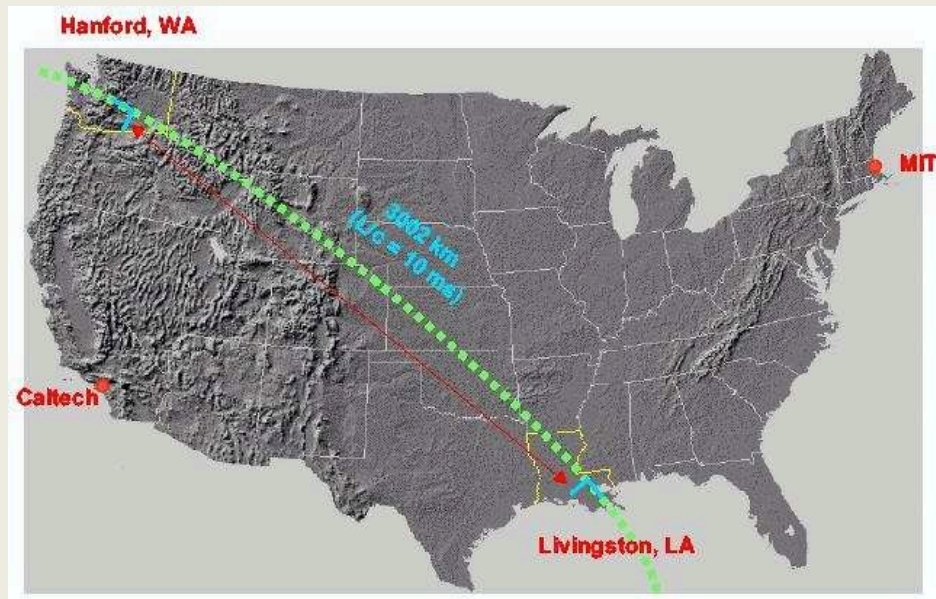 Hanford, WA
MIT
3002 km
(L/c = 10 ms)
Caltech
Livingston, LA